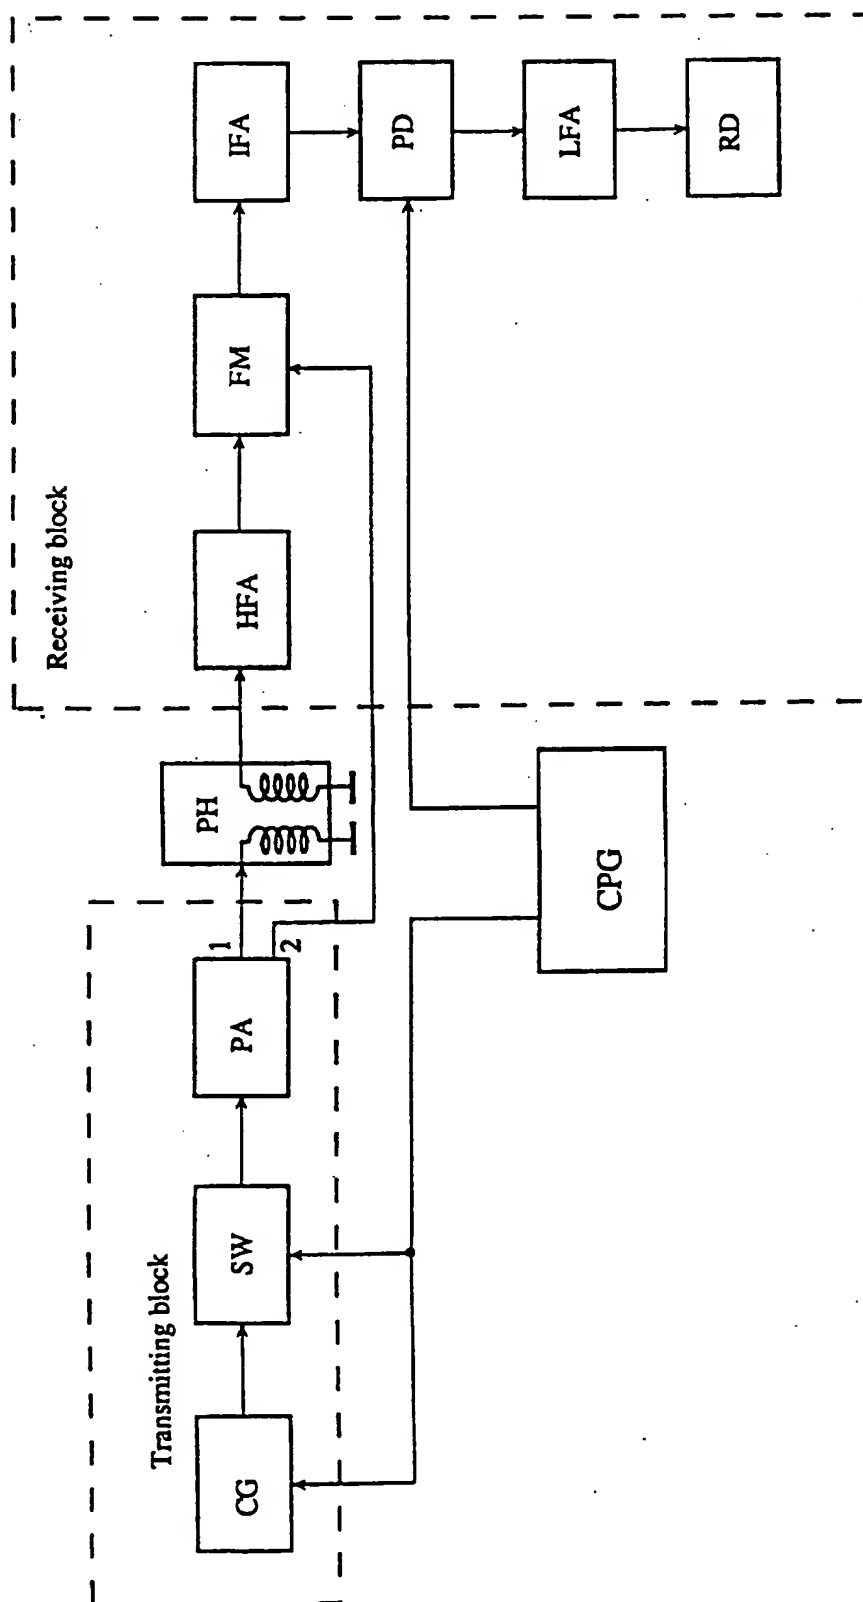 Receiving block
HFA
FM
IFA
PD
LFA
RD
Transmitting block
CG
SW
PA
1
2
PH
CPG